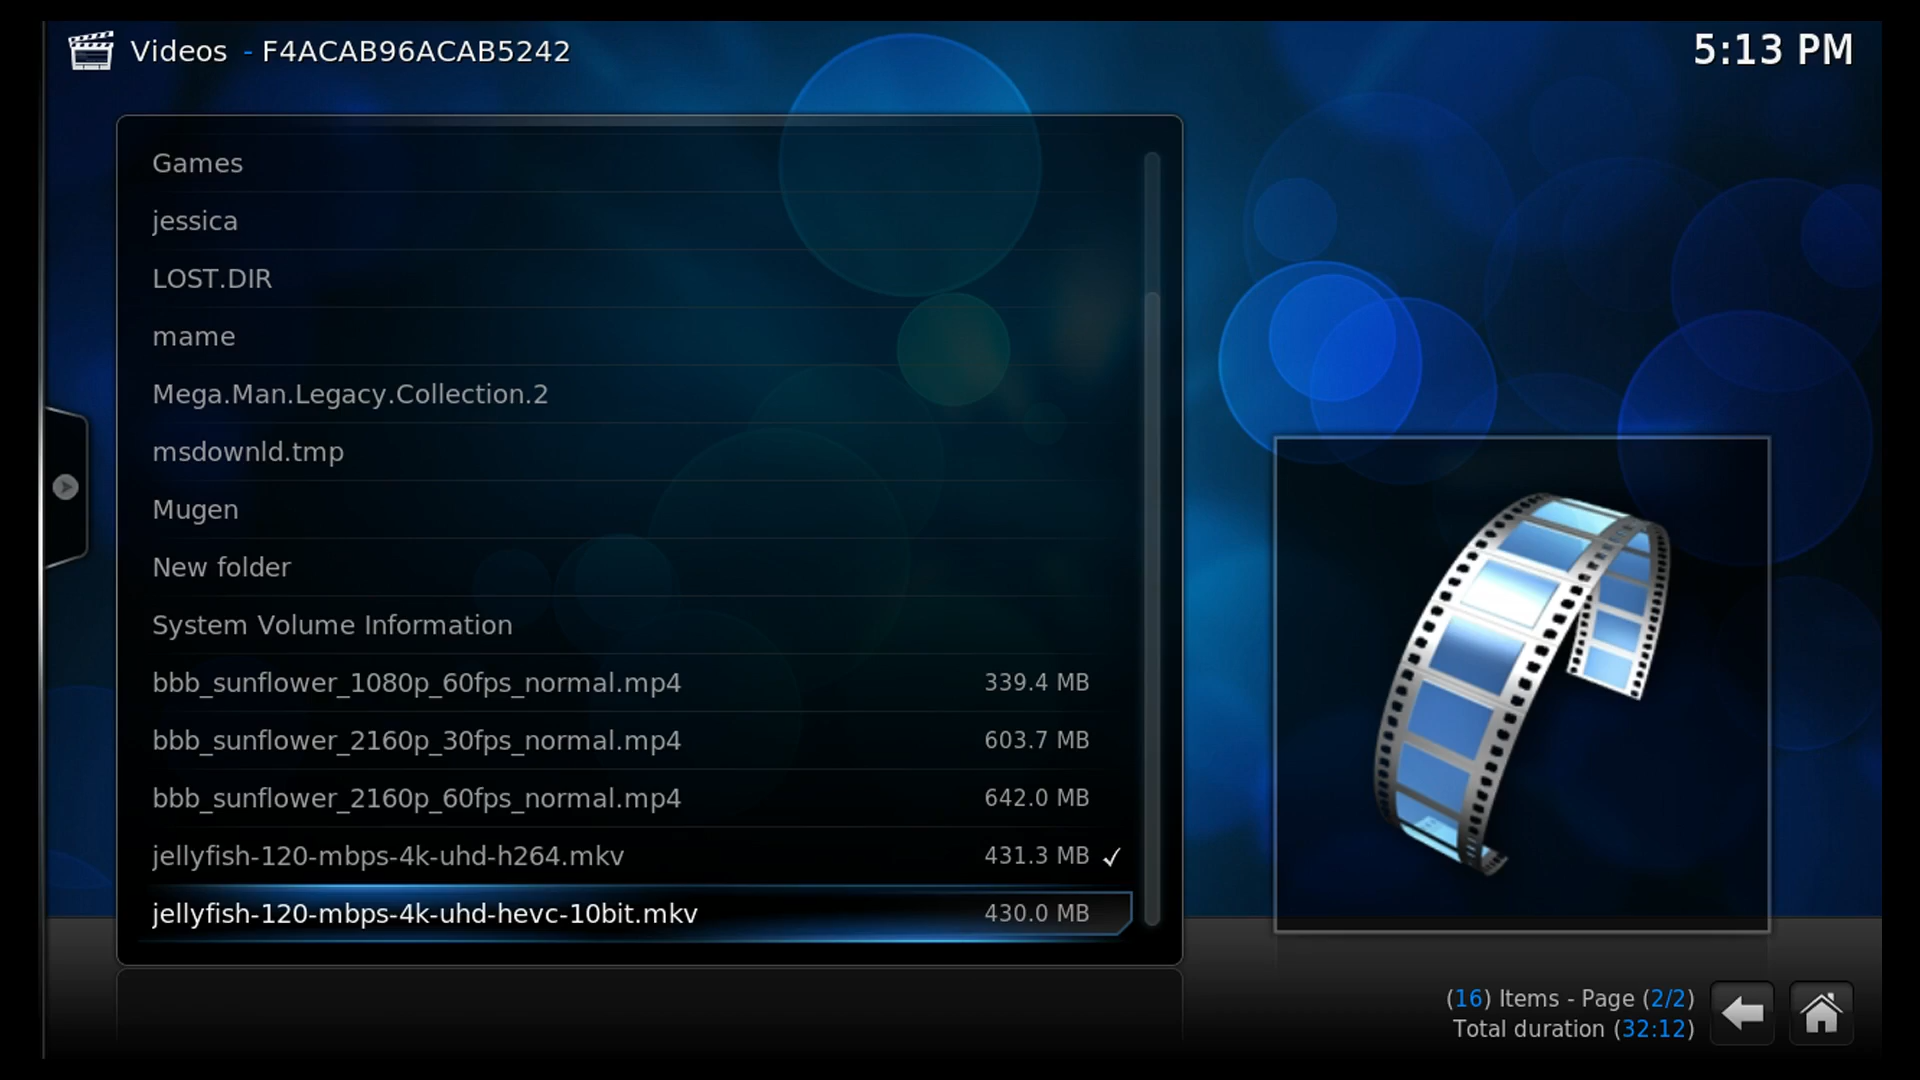 Videos - F4ACAB96ACAB5242
5:13 PM
Games
jessica
LOST.DIR
mame
Mega.Man.Legacy.Collection.2
msdownld.tmp
Mugen
New folder
System Volume Information
bbb_sunflower_1080p_60fps_normal.mp4 339.4 MB
bbb_sunflower_2160p_30fps_normal.mp4 603.7 MB
bbb_sunflower_2160p_60fps_normal.mp4 642.0 MB
jellyfish-120-mbps-4k-uhd-h264.mkv 431.3 MB ✓
jellyfish-120-mbps-4k-uhd-hevc-10bit.mkv 430.0 MB
(16) Items - Page (2/2)
Total duration (32:12)